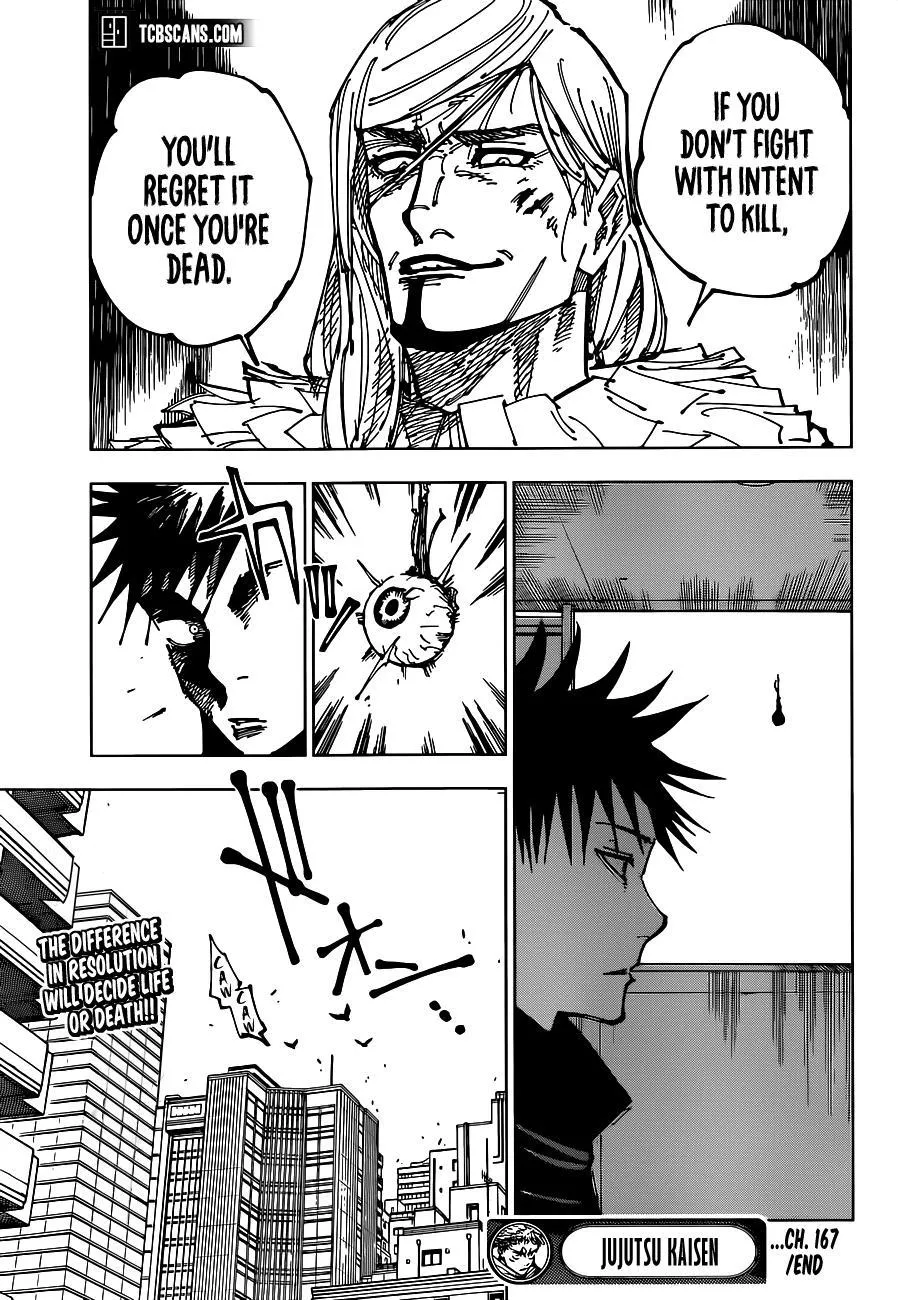 TCBSCANS.COM
IF YOU
DON'T FIGHT
WITH INTENT
TO KILL,
YOU'LL
REGRET IT
ONCE YOU'RE
DEAD.
THE DIFFERENCE
IN RESOLUTION
WILL DECIDE LIFE
OR DEATH!!
CAW
CAW
JUJUTSU KAISEN
...CH. 167
/END